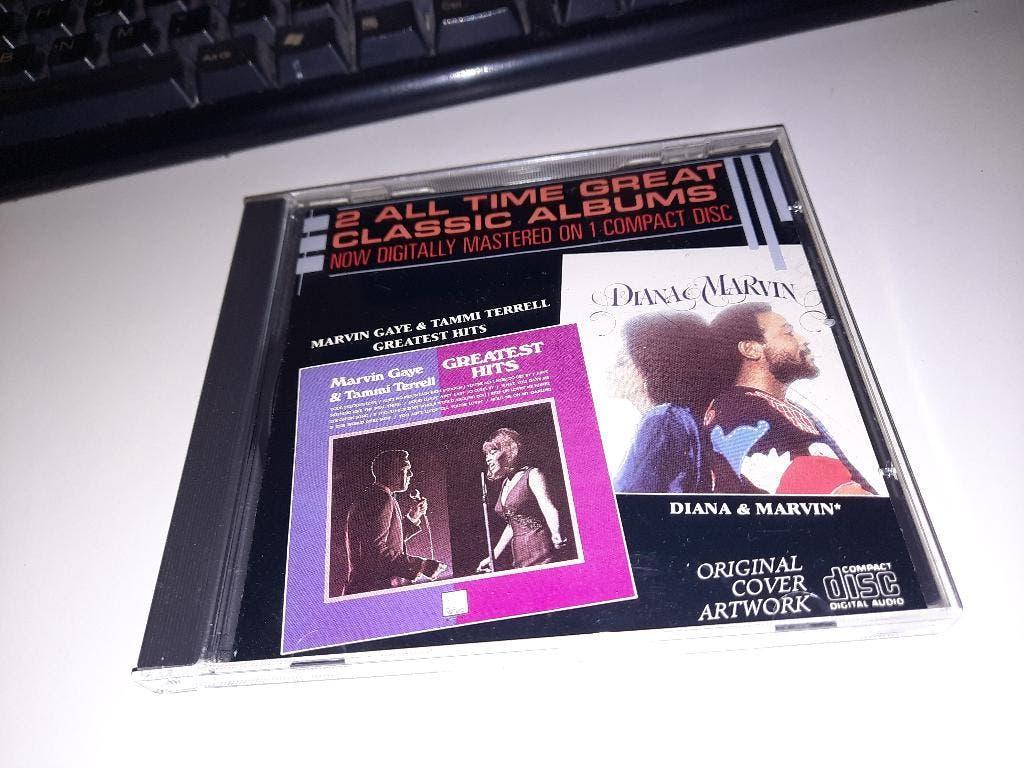 B N M
Alt
2 ALL TIME GREAT
CLASSIC ALBUMS
NOW DIGITALLY MASTERED ON 1 COMPACT DISC
MARVIN GAYE & TAMMI TERRELL
GREATEST HITS
Marvin Gaye
& Tammi Terrell
GREATEST
HITS
DIANA & MARVIN
DIANA & MARVIN*
ORIGINAL
COVER
ARTWORK
COMPACT
disc
DIGITAL AUDIO